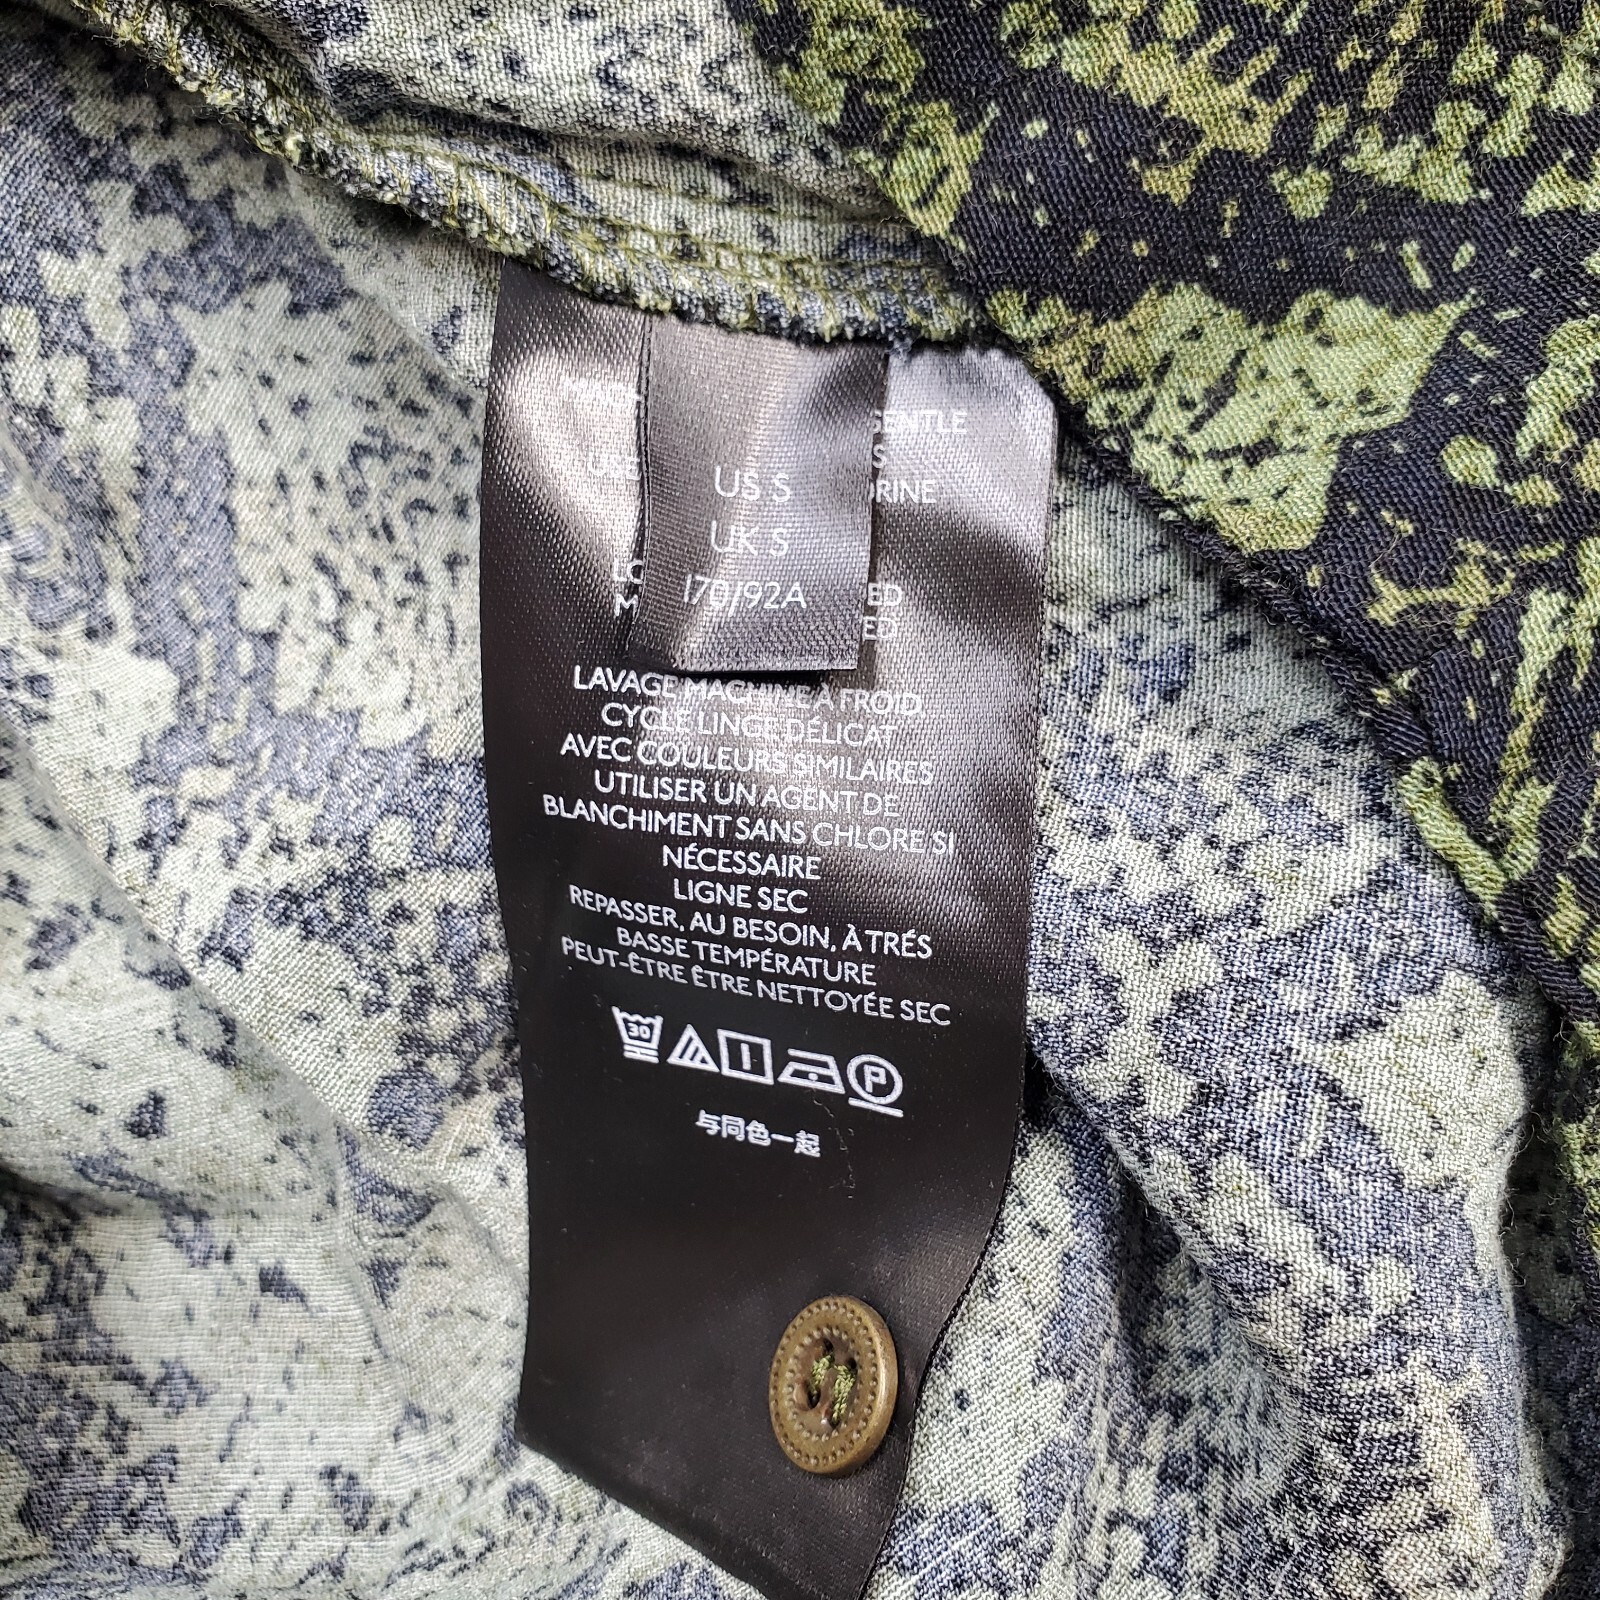 US S
UK S
170/92A
GENTLE
LAVAGE MACHINE À FROID
CYCLE LINGE DÉLICAT
AVEC COULEURS SIMILAIRES
UTILISER UN AGENT DE
BLANCHIMENT SANS CHLORE SI
NÉCESSAIRE
LIGNE SEC
REPASSER, AU BESOIN, À TRÉS
BASSE TEMPÉRATURE
PEUT-ÊTRE ÊTRE NETTOYÉE SEC
30 P
与同色一起